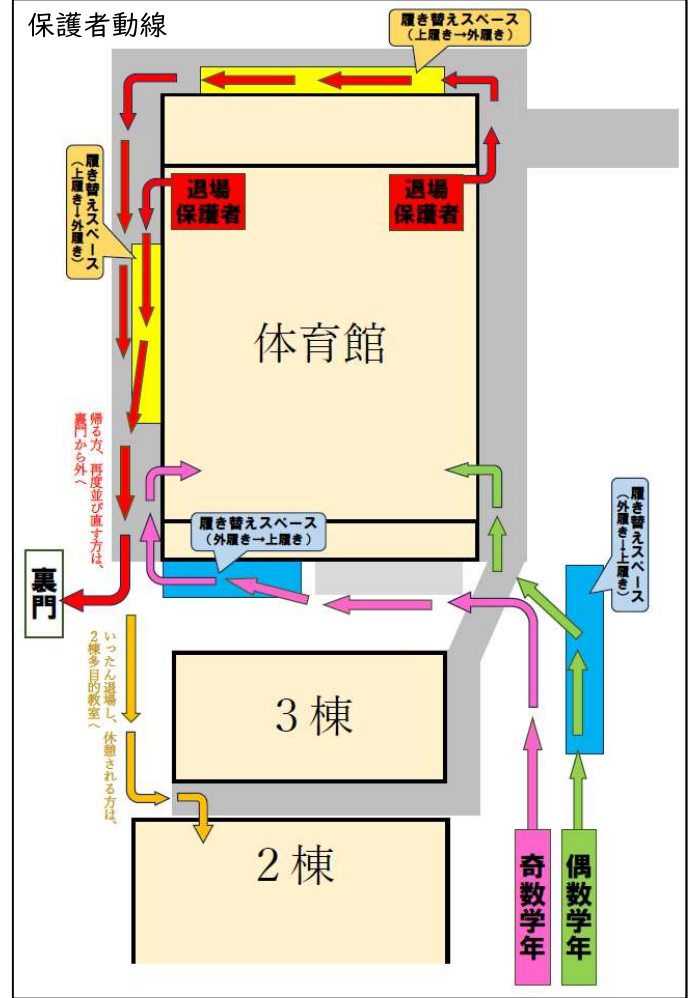 保護者動線
履き替えスペース
（上履き→外履き）
履き替えスペース
（上履き→外履き）
退場
保護者
退場
保護者
体育館
帰る方、再度並び直す方は、
裏門から外へ
履き替えスペース
（外履き→上履き）
履き替えスペース
（外履き→上履き）
裏門
いったん退場し、休憩される方は、
２棟多目的教室へ
３棟
２棟
奇数学年
偶数学年